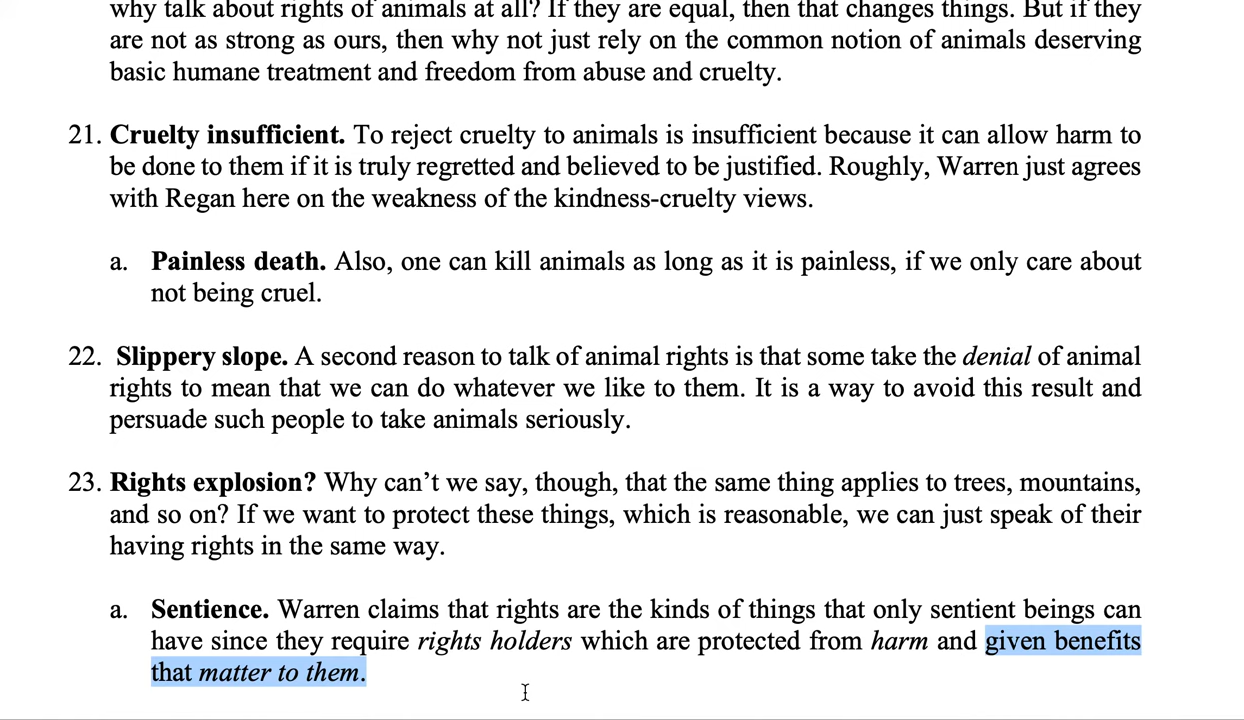 why talk about rights of animals at all? If they are equal, then that changes things. But if they
are not as strong as ours, then why not just rely on the common notion of animals deserving
basic humane treatment and freedom from abuse and cruelty.
21. Cruelty insufficient. To reject cruelty to animals is insufficient because it can allow harm to
be done to them if it is truly regretted and believed to be justified. Roughly, Warren just agrees
with Regan here on the weakness of the kindness-cruelty views.
a. Painless death. Also, one can kill animals as long as it is painless, if we only care about
not being cruel.
22. Slippery slope. A second reason to talk of animal rights is that some take the denial of animal
rights to mean that we can do whatever we like to them. It is a way to avoid this result and
persuade such people to take animals seriously.
23. Rights explosion? Why can’t we say, though, that the same thing applies to trees, mountains,
and so on? If we want to protect these things, which is reasonable, we can just speak of their
having rights in the same way.
a. Sentience. Warren claims that rights are the kinds of things that only sentient beings can
have since they require rights holders which are protected from harm and given benefits
that matter to them.